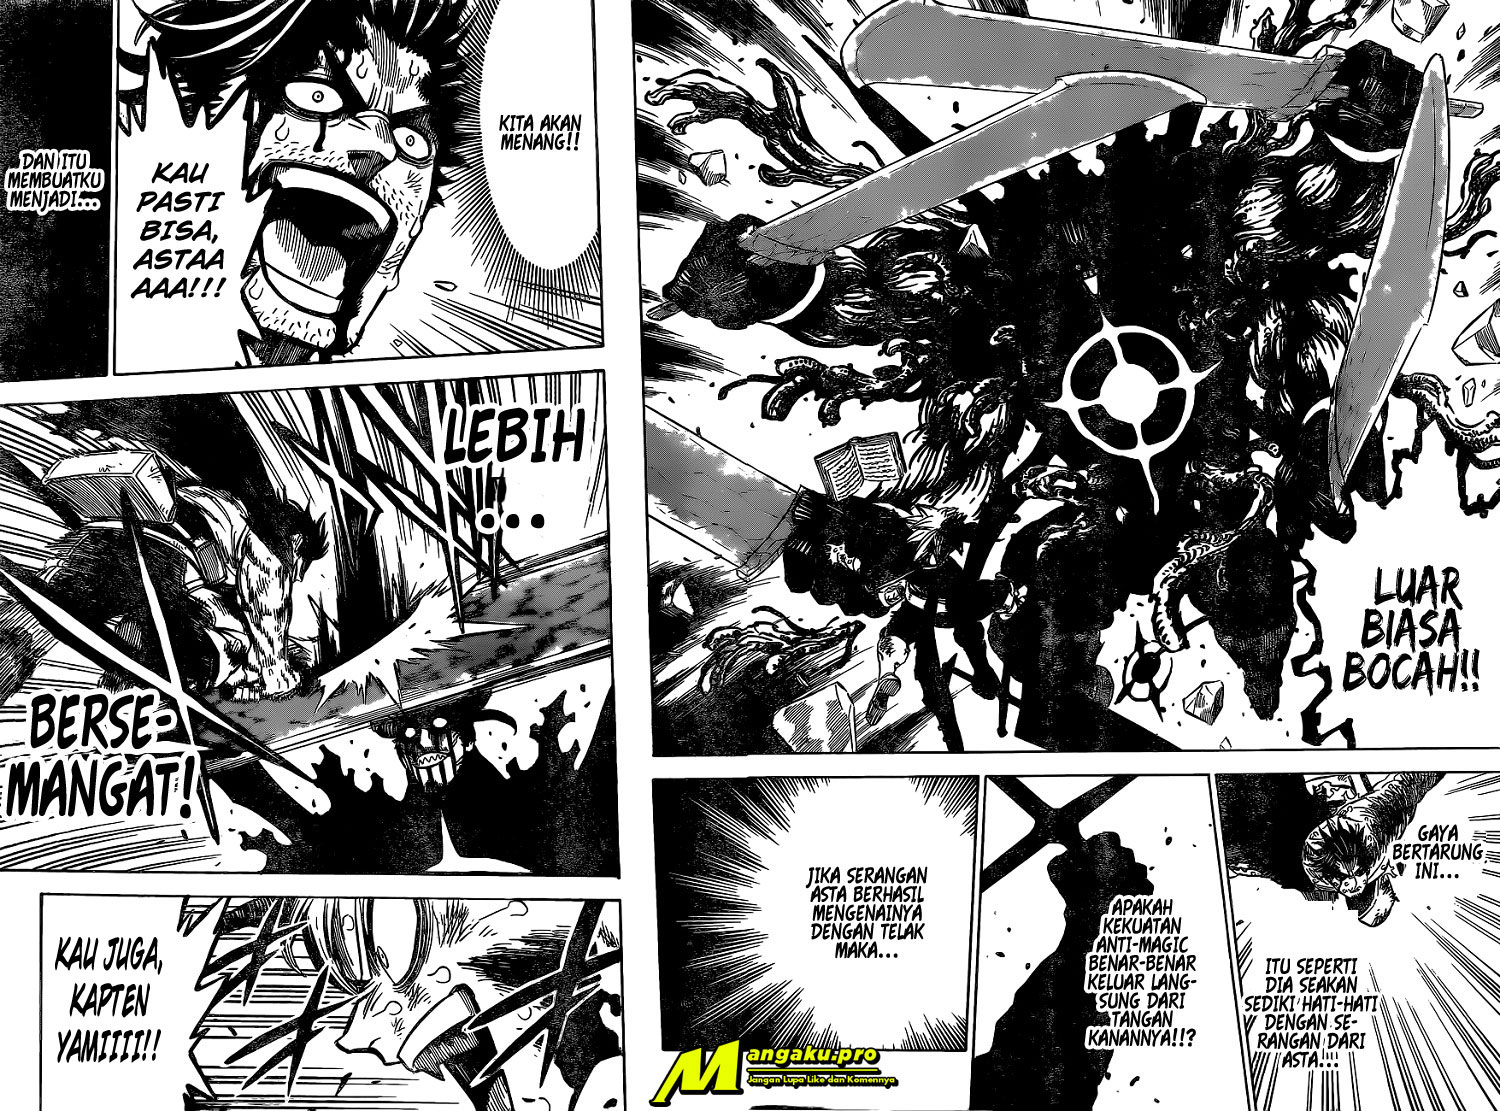 LUAR
BIASA
BOCAH!!
GAYA
BERTARUNG
INI...
ITU SEPERTI
DIA SEAKAN
SEDIKI HATI-HATI
DENGAN SE-
RANGAN DARI
ASTA...
APAKAH
KEKUATAN
ANTI-MAGIC
BENAR-BENAR
KELUAR LANG-
SUNG DARI
TANGAN
KANANNYA!!?
JIKA SERANGAN
ASTA BERHASIL
MENGENAINYA
DENGAN TELAK
MAKA...
KITA AKAN
MENANG!!
KAU
PASTI
BISA,
ASTAA
AAA!!!
DAN ITU
MEMBUATKU
MENJADI...
LEBIH
...
BERSE-
MANGAT!
KAU JUGA,
KAPTEN
YAMIIII!!
Mangaku.pro
Jangan Lupa Like dan Komennya